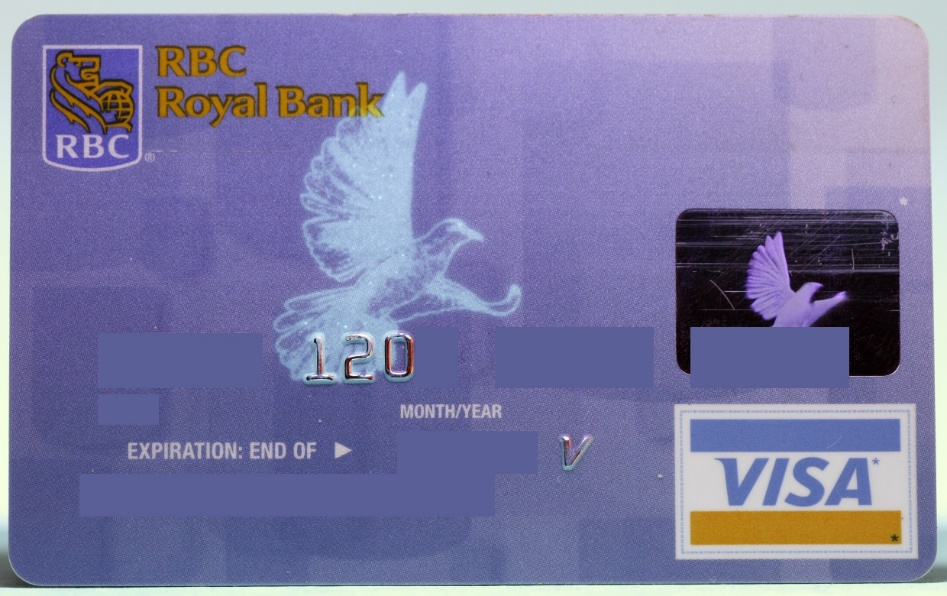 RBC
Royal Bank
RBC®
120
MONTH/YEAR
EXPIRATION: END OF ►
V
VISA*
*